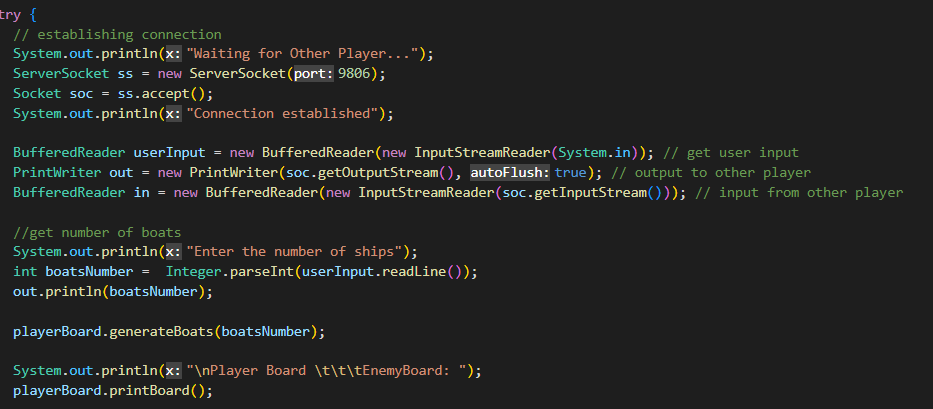 try {
// establishing connection
System.out.println(x: "Waiting for Other Player...");
ServerSocket ss = new ServerSocket(port: 9806);
Socket soc = ss.accept();
System.out.println(x: "Connection established");
BufferedReader userInput = new BufferedReader(new InputStreamReader(System.in)); // get user input
PrintWriter out = new PrintWriter(soc.getOutputStream(), autoFlush: true); // output to other player
BufferedReader in = new BufferedReader(new InputStreamReader(soc.getInputStream())); // input from other player
//get number of boats
System.out.println(x: "Enter the number of ships");
int boatsNumber =  Integer.parseInt(userInput.readLine());
out.println(boatsNumber);
playerBoard.generateBoats(boatsNumber);
System.out.println(x: "\nPlayer Board \t\t\tEnemyBoard: ");
playerBoard.printBoard();